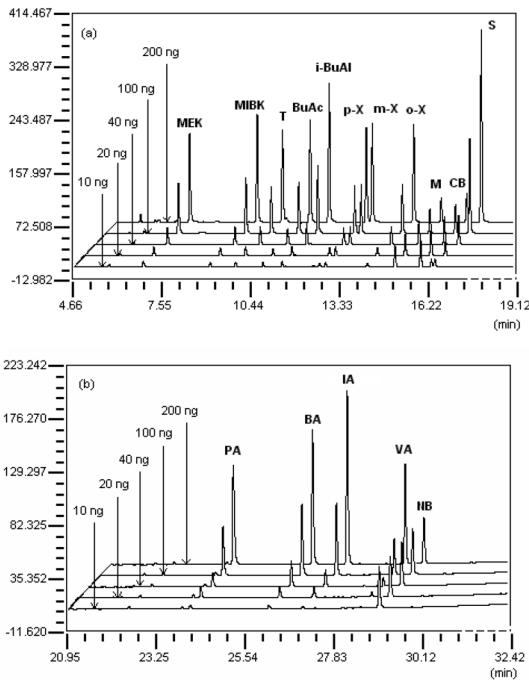 414.467
(a)
S
328.977
200 ng
i-BuAl
100 ng
243.487
MEK
MIBK
T
BuAc
p-X
m-X
o-X
40 ng
157.997
20 ng
10 ng
M
CB
72.508
-12.982
4.66
7.55
10.44
13.33
16.22
19.12
(min)
223.242
(b)
IA
200 ng
176.270
BA
100 ng
PA
VA
40 ng
129.297
20 ng
10 ng
NB
82.325
35.352
-11.620
20.95
23.25
25.54
27.83
30.12
32.42
(min)